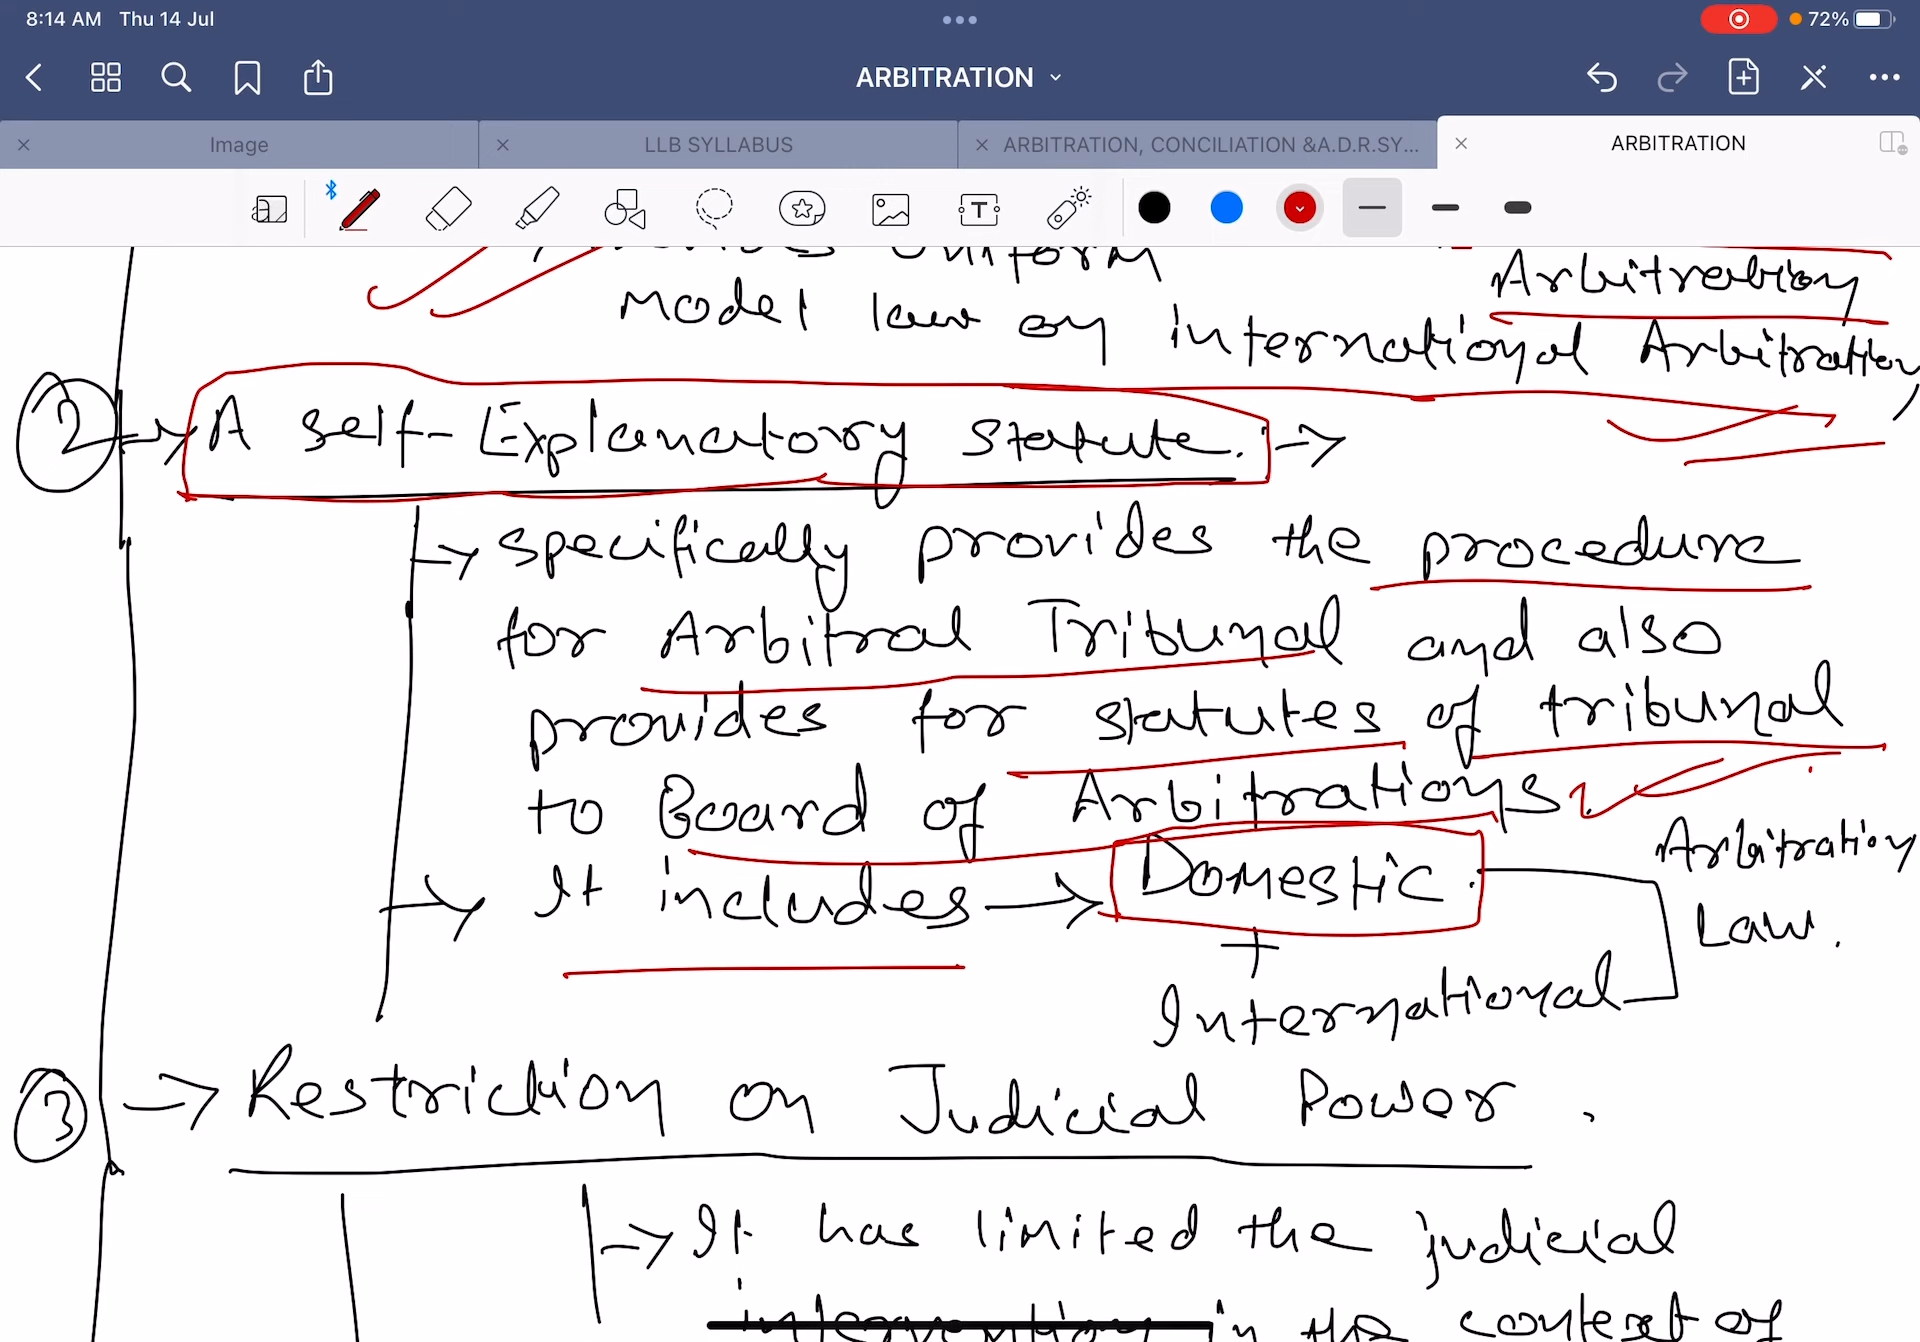 8:14 AM Thu 14 Jul
72%
ARBITRATION
Image
LLB SYLLABUS
ARBITRATION, CONCILIATION &A.D.R.SY...
ARBITRATION
T
Uniform
Arbitration
Model law on international Arbitration
2 → A self-Explanatory Statute. →
→ specifically provides the procedure
for Arbitral Tribunal and also
provides for statutes of tribunal
to Board of Arbitrations.
→ It includes → Domestic. Arbitration
+ Law.
International
3 → Restriction on Judicial Power.
→ It has limited the judicial
intervention in the context of